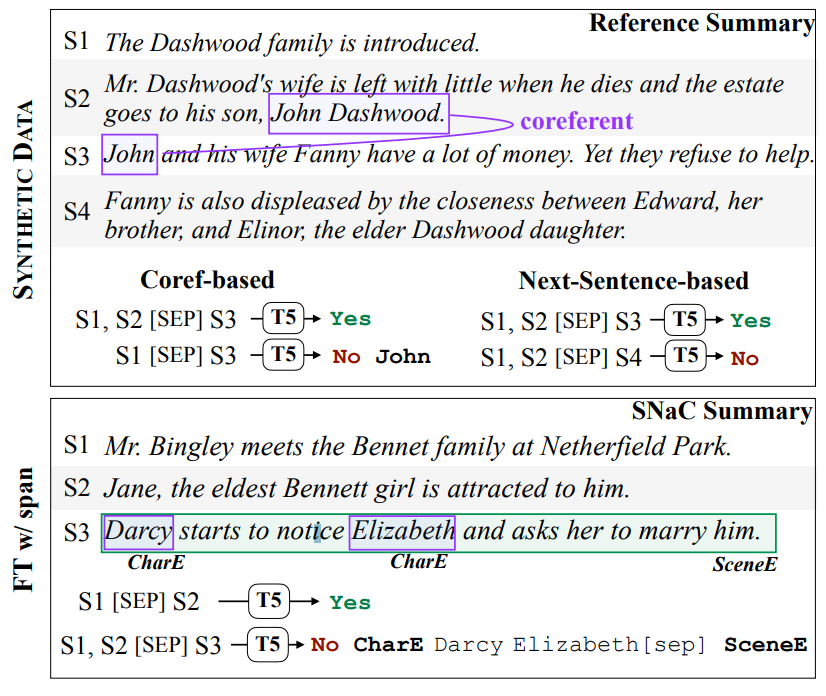 Reference Summary
S1 The Dashwood family is introduced.
S2 Mr. Dashwood's wife is left with little when he dies and the estate
goes to his son, John Dashwood.
coreferent
S3 John and his wife Fanny have a lot of money. Yet they refuse to help.
S4 Fanny is also displeased by the closeness between Edward, her
brother, and Elinor, the elder Dashwood daughter.
SYNTHETIC DATA
Coref-based
S1, S2 [SEP] S3 T5 Yes
S1 [SEP] S3 T5 No John
Next-Sentence-based
S1, S2 [SEP] S3 T5 Yes
S1, S2 [SEP] S4 T5 No
SNaC Summary
S1 Mr. Bingley meets the Bennet family at Netherfield Park.
S2 Jane, the eldest Bennett girl is attracted to him.
S3 Darcy starts to notice Elizabeth and asks her to marry him.
CharE CharE SceneE
FT w/ span
S1 [SEP] S2 T5 Yes
S1, S2 [SEP] S3 T5 No CharE Darcy Elizabeth[sep] SceneE